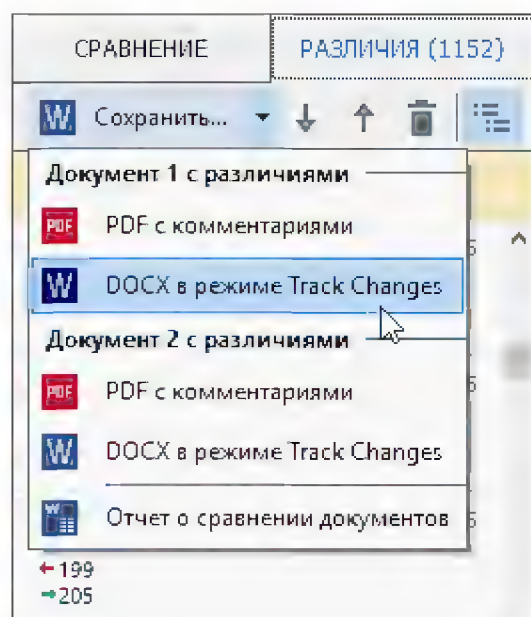 СРАВНЕНИЕ РАЗЛИЧИЯ (1152)
Сохранить...
Документ 1 с различиями
PDF с комментариями
DOCX в режиме Track Changes
Документ 2 с различиями
PDF с комментариями
DOCX в режиме Track Changes
Отчет о сравнении документов
199
205